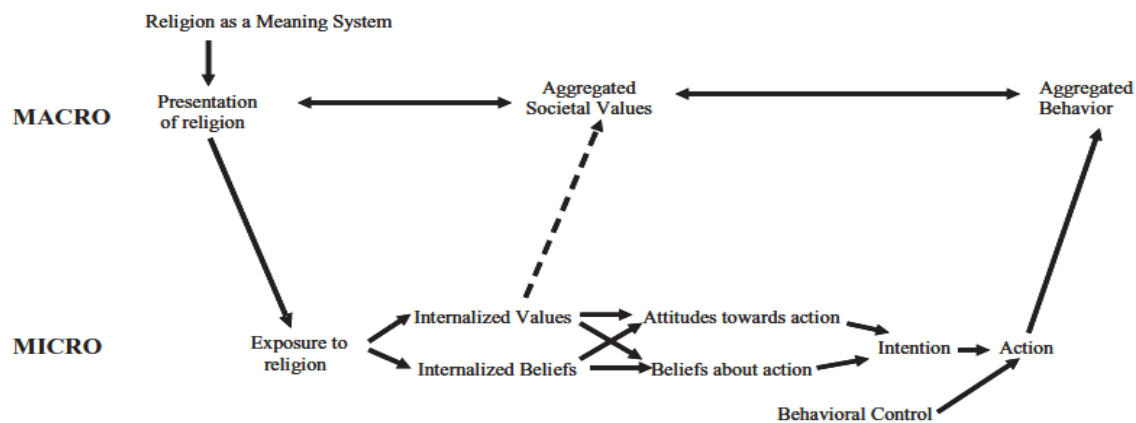 Religion as a Meaning System
MACRO
Presentation
of religion
Aggregated
Societal Values
Aggregated
Behavior
MICRO
Exposure to
religion
Internalized Values
Internalized Beliefs
Attitudes towards action
Beliefs about action
Intention
Action
Behavioral Control